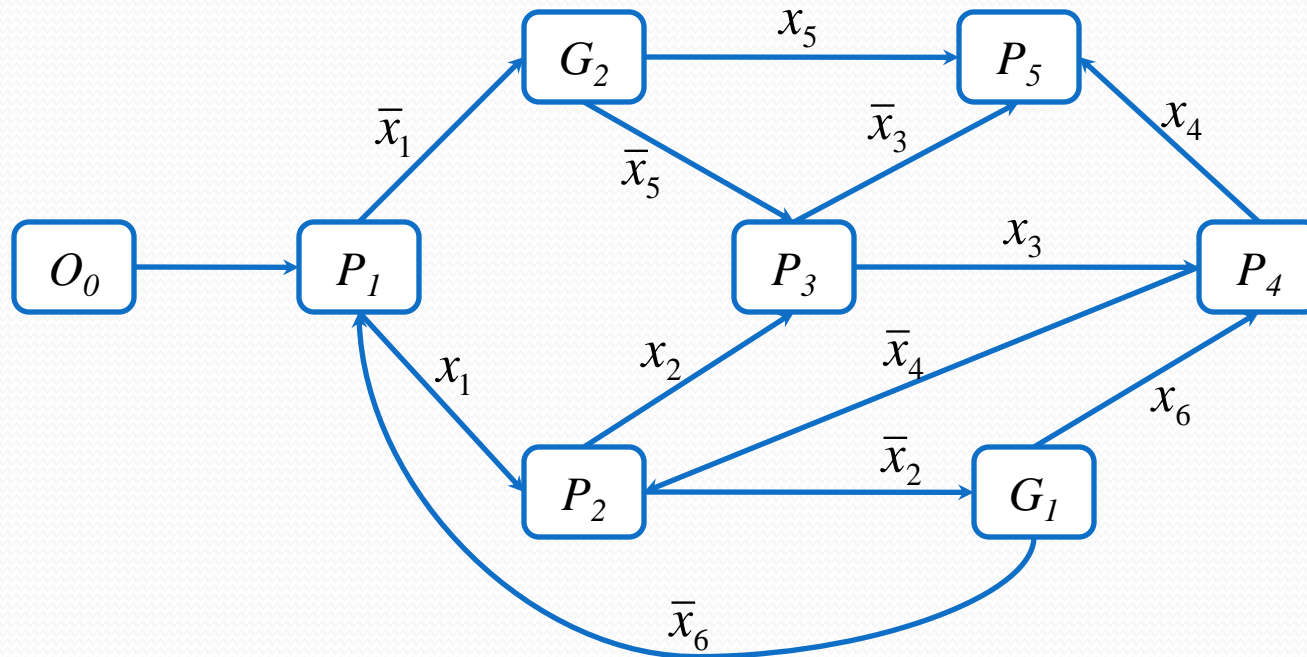 x₅
G₂
P₅
x̄₁
x̄₃
x₄
x̄₅
x₃
O₀
P₁
P₃
P₄
x₁
x₂
x̄₄
x₆
x̄₂
P₂
G₁
x̄₆